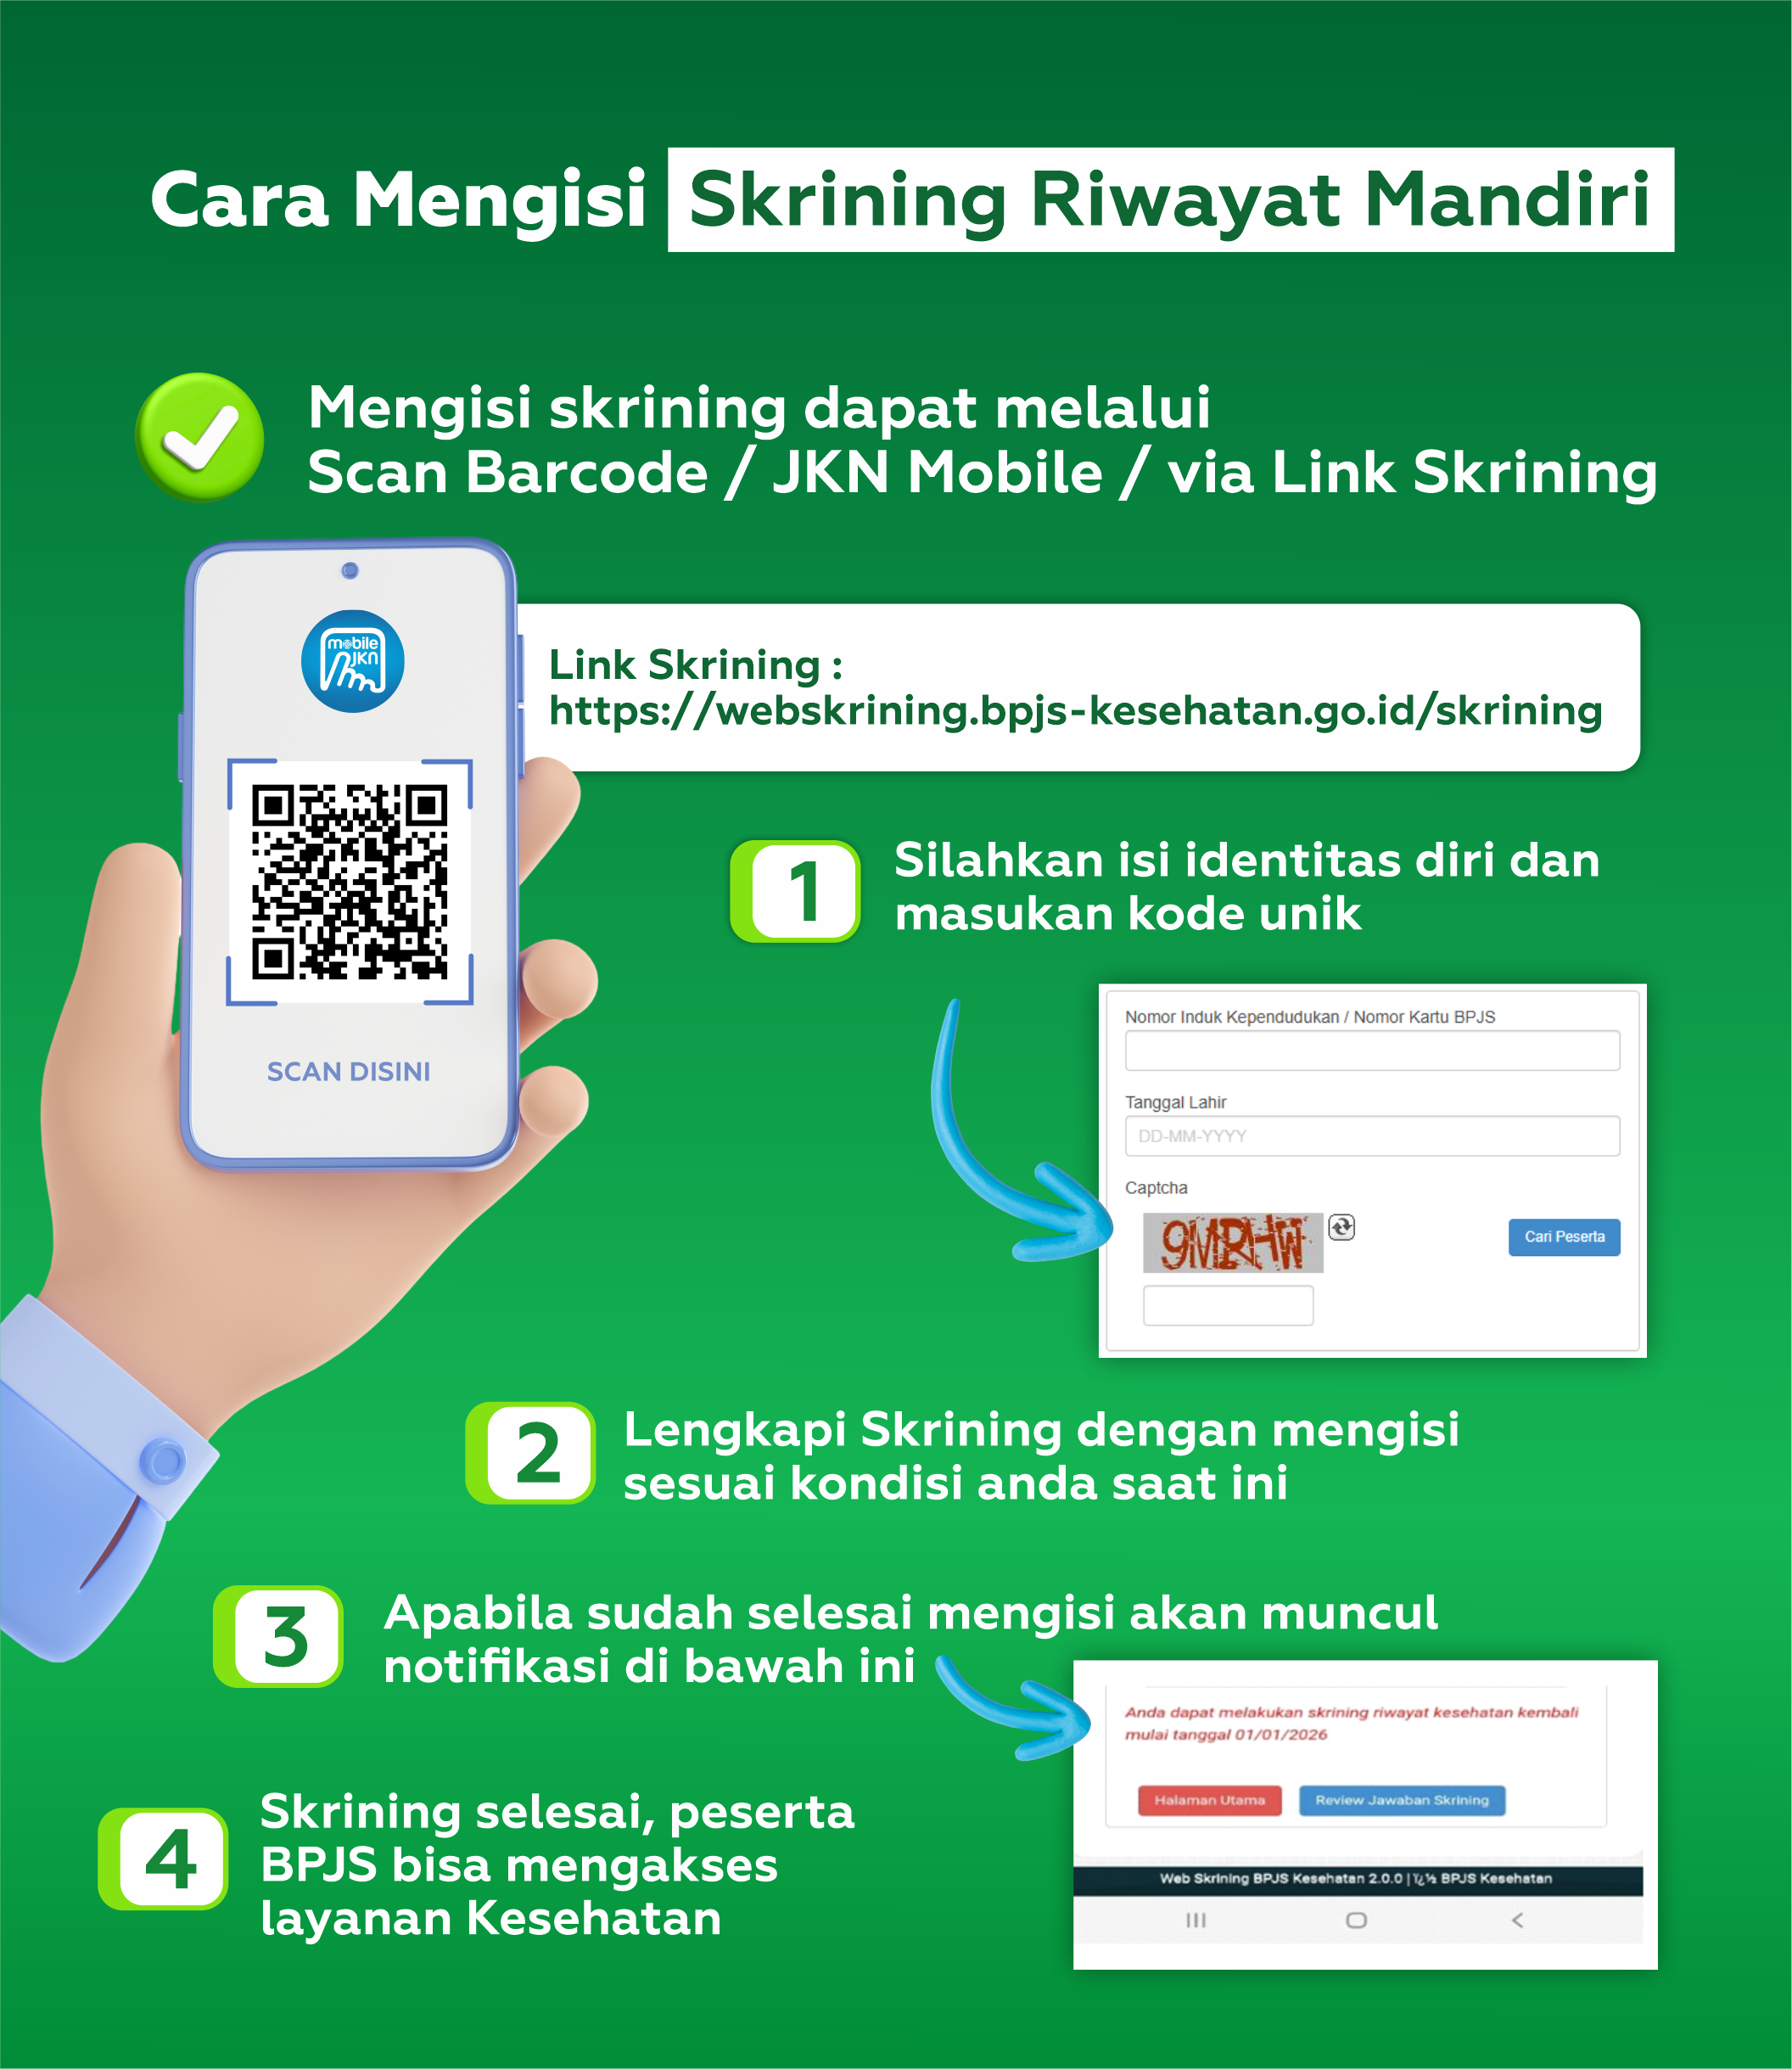 Cara Mengisi Skrining Riwayat Mandiri
Mengisi skrining dapat melalui
Scan Barcode / JKN Mobile / via Link Skrining
mobile
JKN
SCAN DISINI
Link Skrining :
https://webskrining.bpjs-kesehatan.go.id/skrining
1
Silahkan isi identitas diri dan
masukan kode unik
Nomor Induk Kependudukan / Nomor Kartu BPJS
Tanggal Lahir
DD-MM-YYYY
Captcha
9MRHW
Cari Peserta
2
Lengkapi Skrining dengan mengisi
sesuai kondisi anda saat ini
3
Apabila sudah selesai mengisi akan muncul
notifikasi di bawah ini
Anda dapat melakukan skrining riwayat kesehatan kembali
mulai tanggal 01/01/2026
Halaman Utama
Review Jawaban Skrining
Web Skrining BPJS Kesehatan 2.0.0 | ï¿½ BPJS Kesehatan
4
Skrining selesai, peserta
BPJS bisa mengakses
layanan Kesehatan